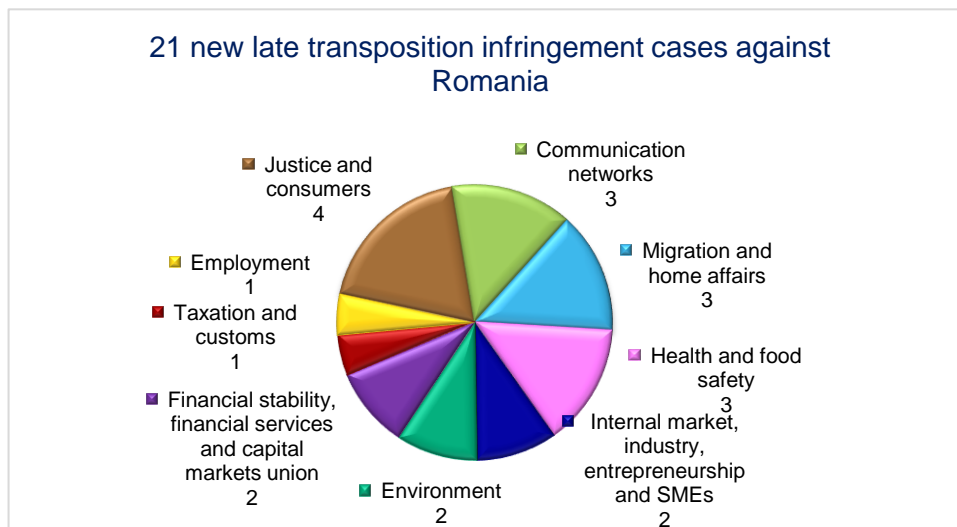 21 new late transposition infringement cases against
Romania
Justice and
consumers
4
Communication
networks
3
Employment
1
Migration and
home affairs
3
Taxation and
customs
1
Health and food
safety
3
Financial stability,
financial services
and capital
markets union
2
Internal market,
industry,
entrepreneurship
and SMEs
2
Environment
2